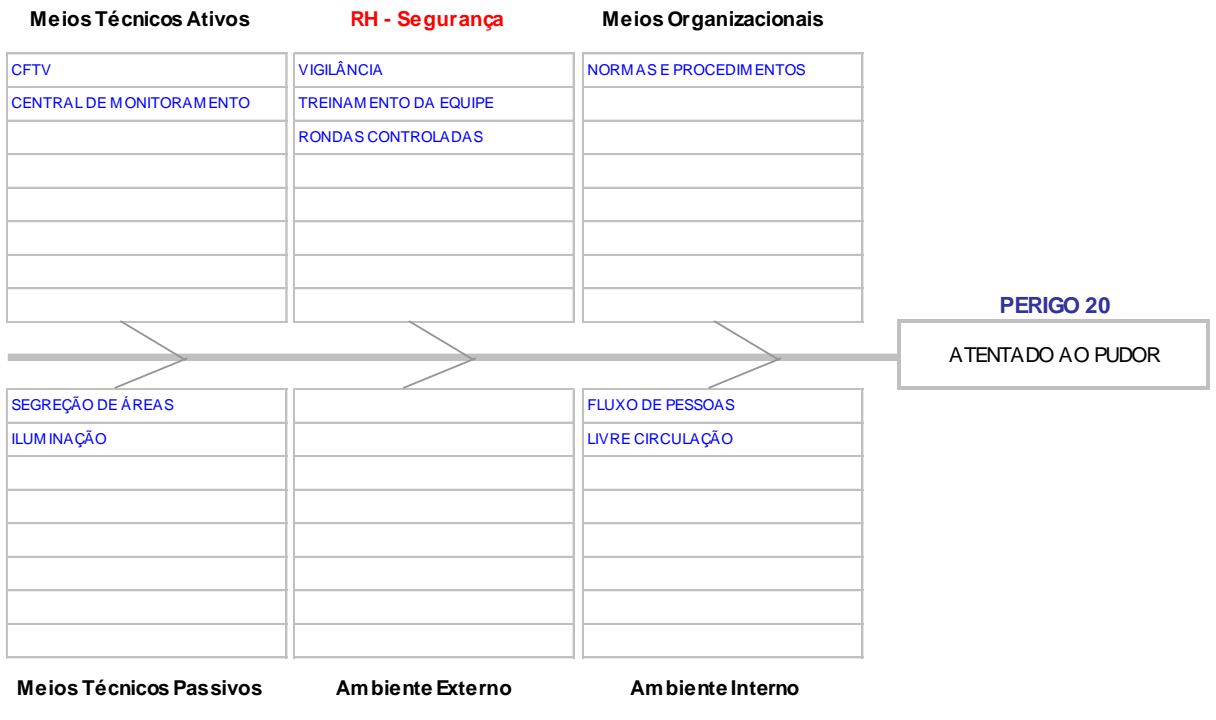 Meios Técnicos Ativos
RH - Segurança
Meios Organizacionais
CFTV
VIGILÂNCIA
NORMAS E PROCEDIMENTOS
CENTRAL DE MONITORAMENTO
TREINAMENTO DA EQUIPE
RONDAS CONTROLADAS
PERIGO 20
ATENTADO AO PUDOR
SEGREÇÃO DE ÁREAS
FLUXO DE PESSOAS
ILUMINAÇÃO
LIVRE CIRCULAÇÃO
Meios Técnicos Passivos
Ambiente Externo
Ambiente Interno